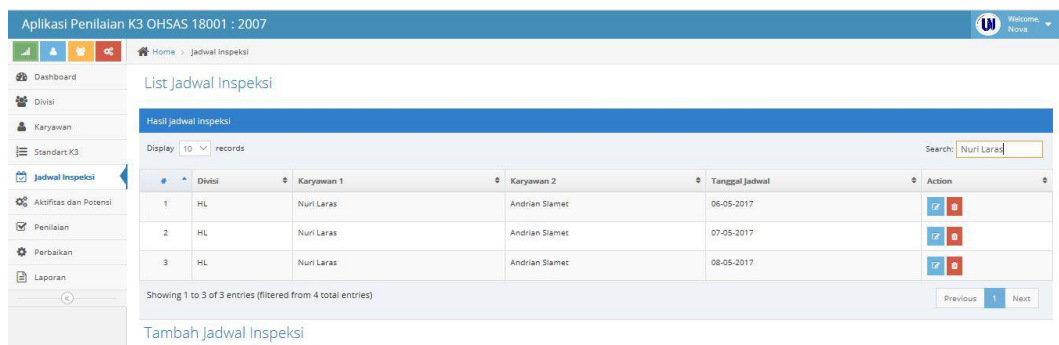 Aplikasi Penilaian K3 OHSAS 18001 : 2007
Welcome,
Nova
Home > Jadwal inspeksi
Dashboard
Divisi
Karyawan
Standart K3
Jadwal Inspeksi
Aktifitas dan Potensi
Penilaian
Perbaikan
Laporan
List Jadwal Inspeksi
Hasil jadwal inspeksi
Display 10 records
Search: Nuri Laras
# Divisi Karyawan 1 Karyawan 2 Tanggal Jadwal Action
1 HL Nuri Laras Andrian Slamet 06-05-2017
2 HL Nuri Laras Andrian Slamet 07-05-2017
3 HL Nuri Laras Andrian Slamet 08-05-2017
Showing 1 to 3 of 3 entries (filtered from 4 total entries)
Previous 1 Next
Tambah Jadwal Inspeksi